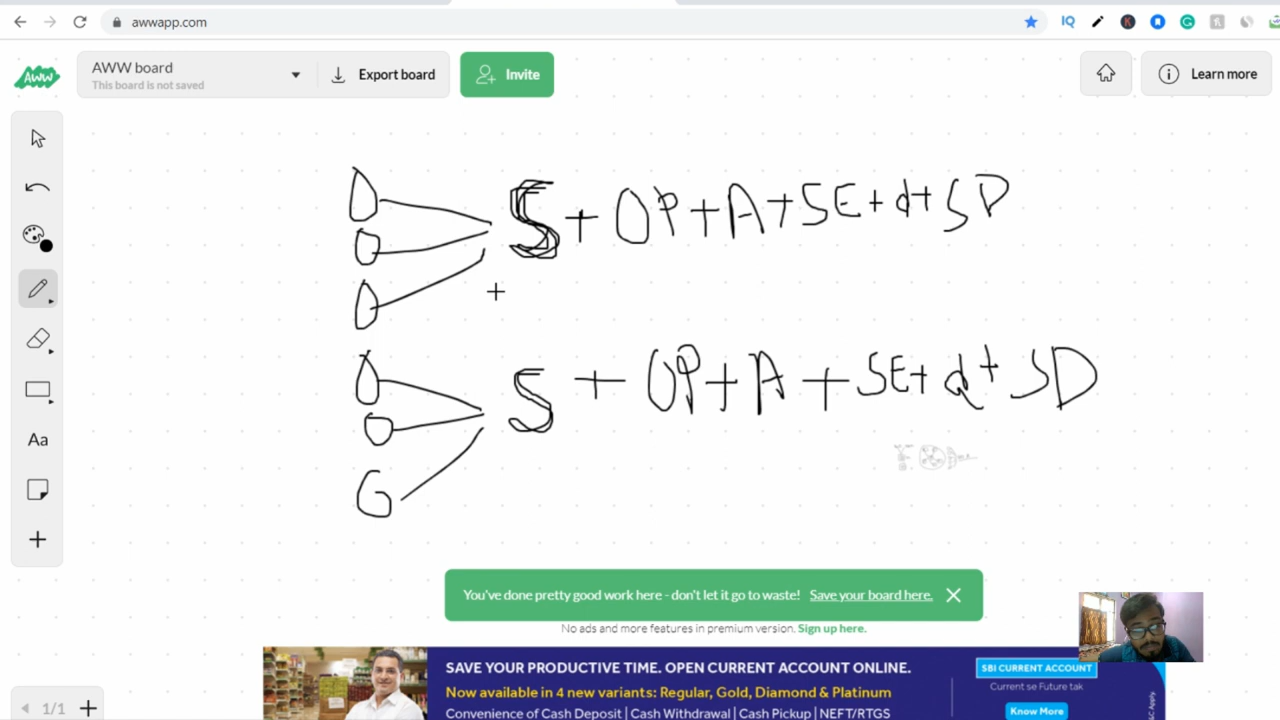 awwapp.com
AWW
AWW board
This board is not saved
Export board
Invite
Learn more
S + OP + A + SE + d + SD
S + OP + A + SE + d + SD
G
Aa
You've done pretty good work here - don't let it go to waste! Save your board here.
No ads and more features in premium version. Sign up here.
SAVE YOUR PRODUCTIVE TIME. OPEN CURRENT ACCOUNT ONLINE.
Now available in 4 new variants: Regular, Gold, Diamond & Platinum
Convenience of Cash Deposit | Cash Withdrawal | Cash Pickup | NEFT/RTGS
SBI CURRENT ACCOUNT
Current se Future tak
Know More
1/1